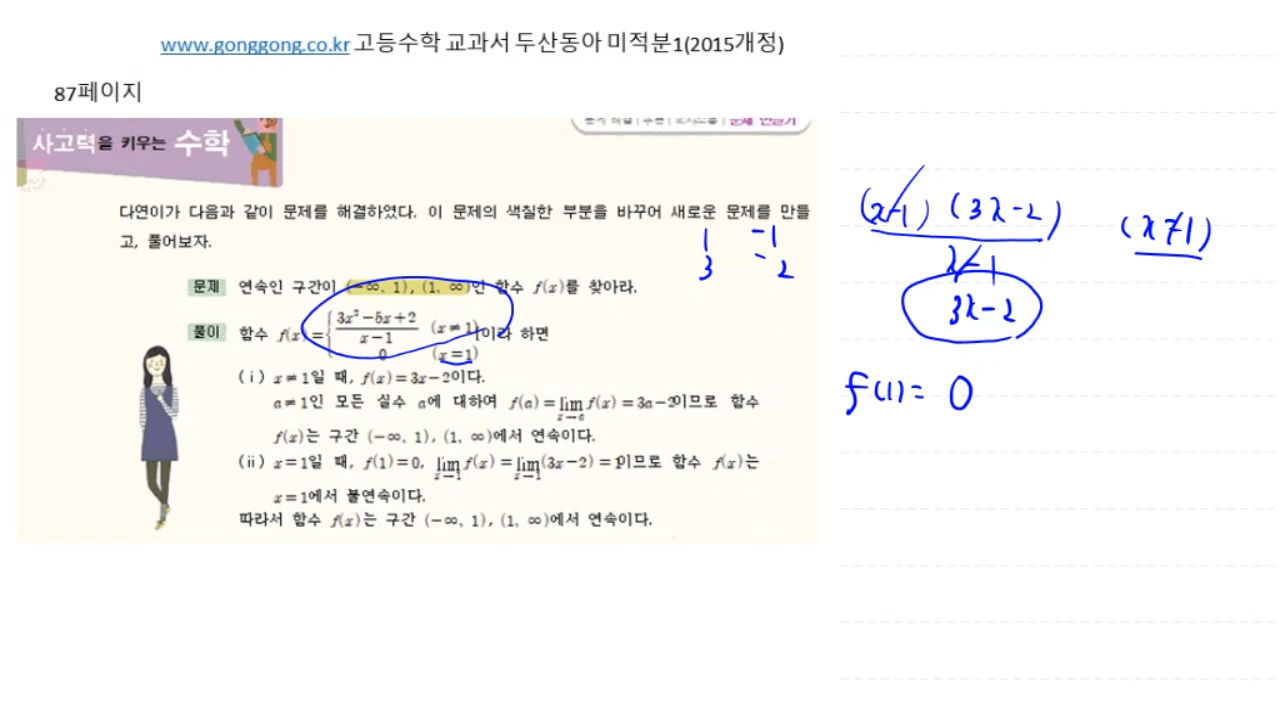 www.gonggong.co.kr 고등수학 교과서 두산동아 미적분1(2015개정)
87페이지
사고력을 키우는 수학
문제 만들기
다연이가 다음과 같이 문제를 해결하였다. 이 문제의 색칠한 부분을 바꾸어 새로운 문제를 만들
고, 풀어보자.
문제 연속인 구간이 (-∞, 1), (1, ∞)인 함수 f(x)를 찾아라.
풀이 함수 f(x)={ (3x²-5x+2)/(x-1) (x≠1)
0 (x=1) 이라 하면
(ⅰ) x≠1일 때, f(x)=3x-2이다.
a≠1인 모든 실수 a에 대하여 f(a)=lim x→a f(x)=3a-2이므로 함수
f(x)는 구간 (-∞, 1), (1, ∞)에서 연속이다.
(ⅱ) x=1일 때, f(1)=0, lim x→1 f(x)=lim x→1 (3x-2)=1이므로 함수 f(x)는
x=1에서 불연속이다.
따라서 함수 f(x)는 구간 (-∞, 1), (1, ∞)에서 연속이다.
1 -1
3 -2
(x-1) (3x-2) (x≠1)
x-1
3x-2
f(1)= 0